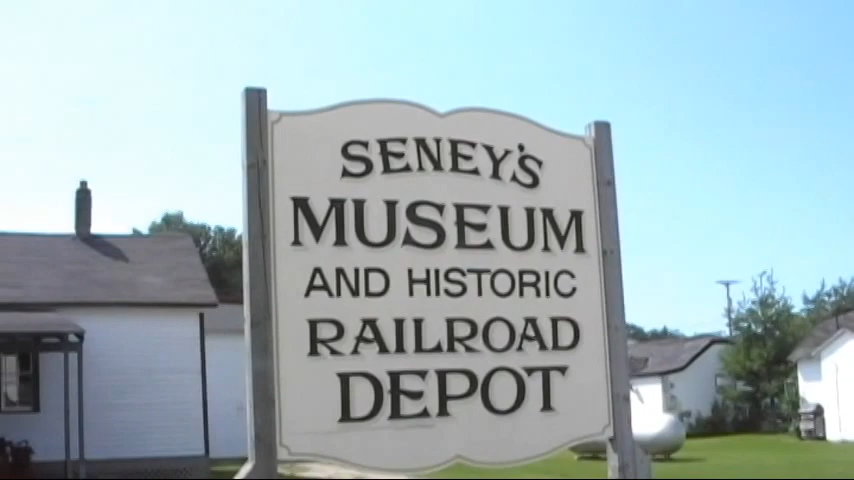 SENEY'S
MUSEUM
AND HISTORIC
RAILROAD
DEPOT